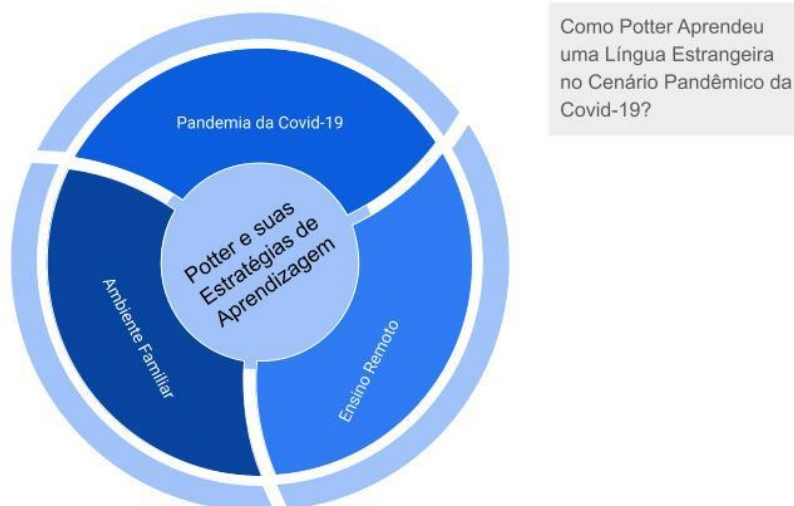 Como Potter Aprendeu
uma Língua Estrangeira
no Cenário Pandêmico da
Covid-19?
Pandemia da Covid-19
Potter e suas
Estratégias de
Aprendizagem
Ambiente Familiar
Ensino Remoto